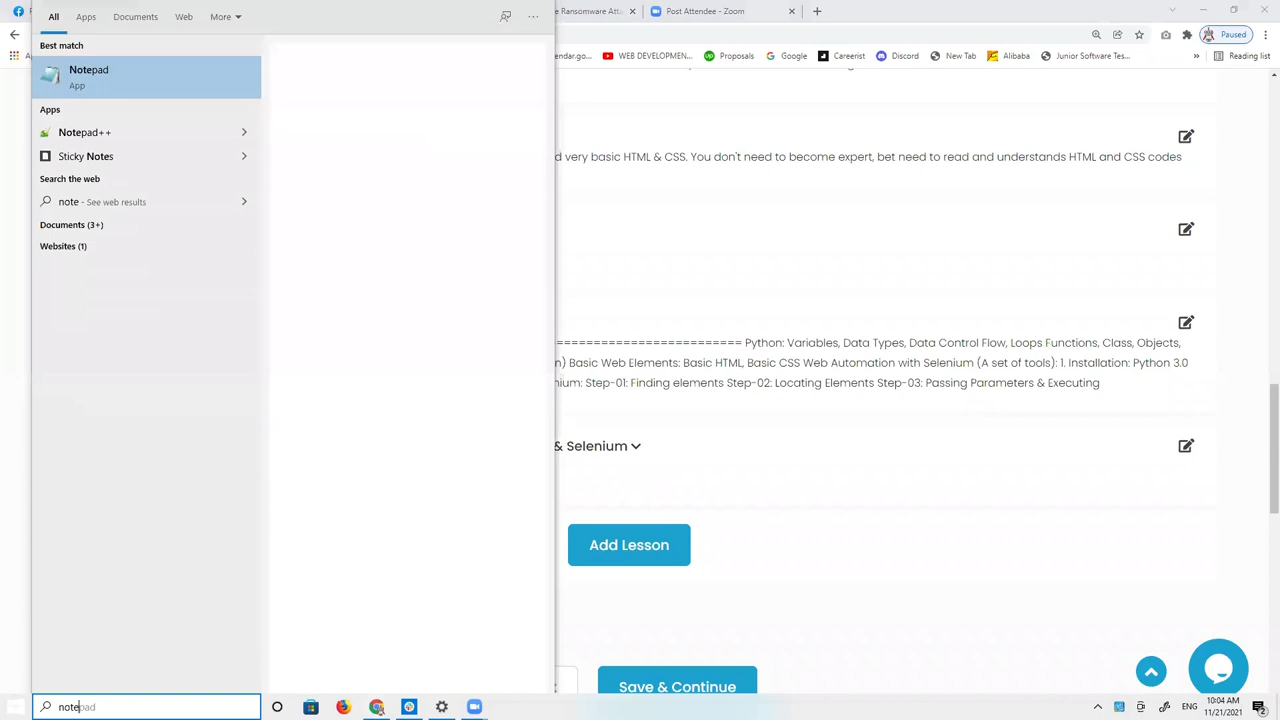 All Apps Documents Web More
e Ransomware Attac
Post Attendee - Zoom
Paused
endar.go...
WEB DEVELOPMEN...
Proposals
Google
Careerist
Discord
New Tab
Alibaba
Junior Software Tes...
»
Reading list
Best match
Notepad
App
Apps
Notepad++
Sticky Notes
Search the web
note - See web results
Documents (3+)
Websites (1)
d very basic HTML & CSS. You don't need to become expert, bet need to read and understands HTML and CSS codes
========================= Python: Variables, Data Types, Data Control Flow, Loops Functions, Class, Objects,
n) Basic Web Elements: Basic HTML, Basic CSS Web Automation with Selenium (A set of tools): 1. Installation: Python 3.0
nium: Step-01: Finding elements Step-02: Locating Elements Step-03: Passing Parameters & Executing
& Selenium
Add Lesson
Save & Continue
notepad
ENG
10:04 AM
11/21/2021
2